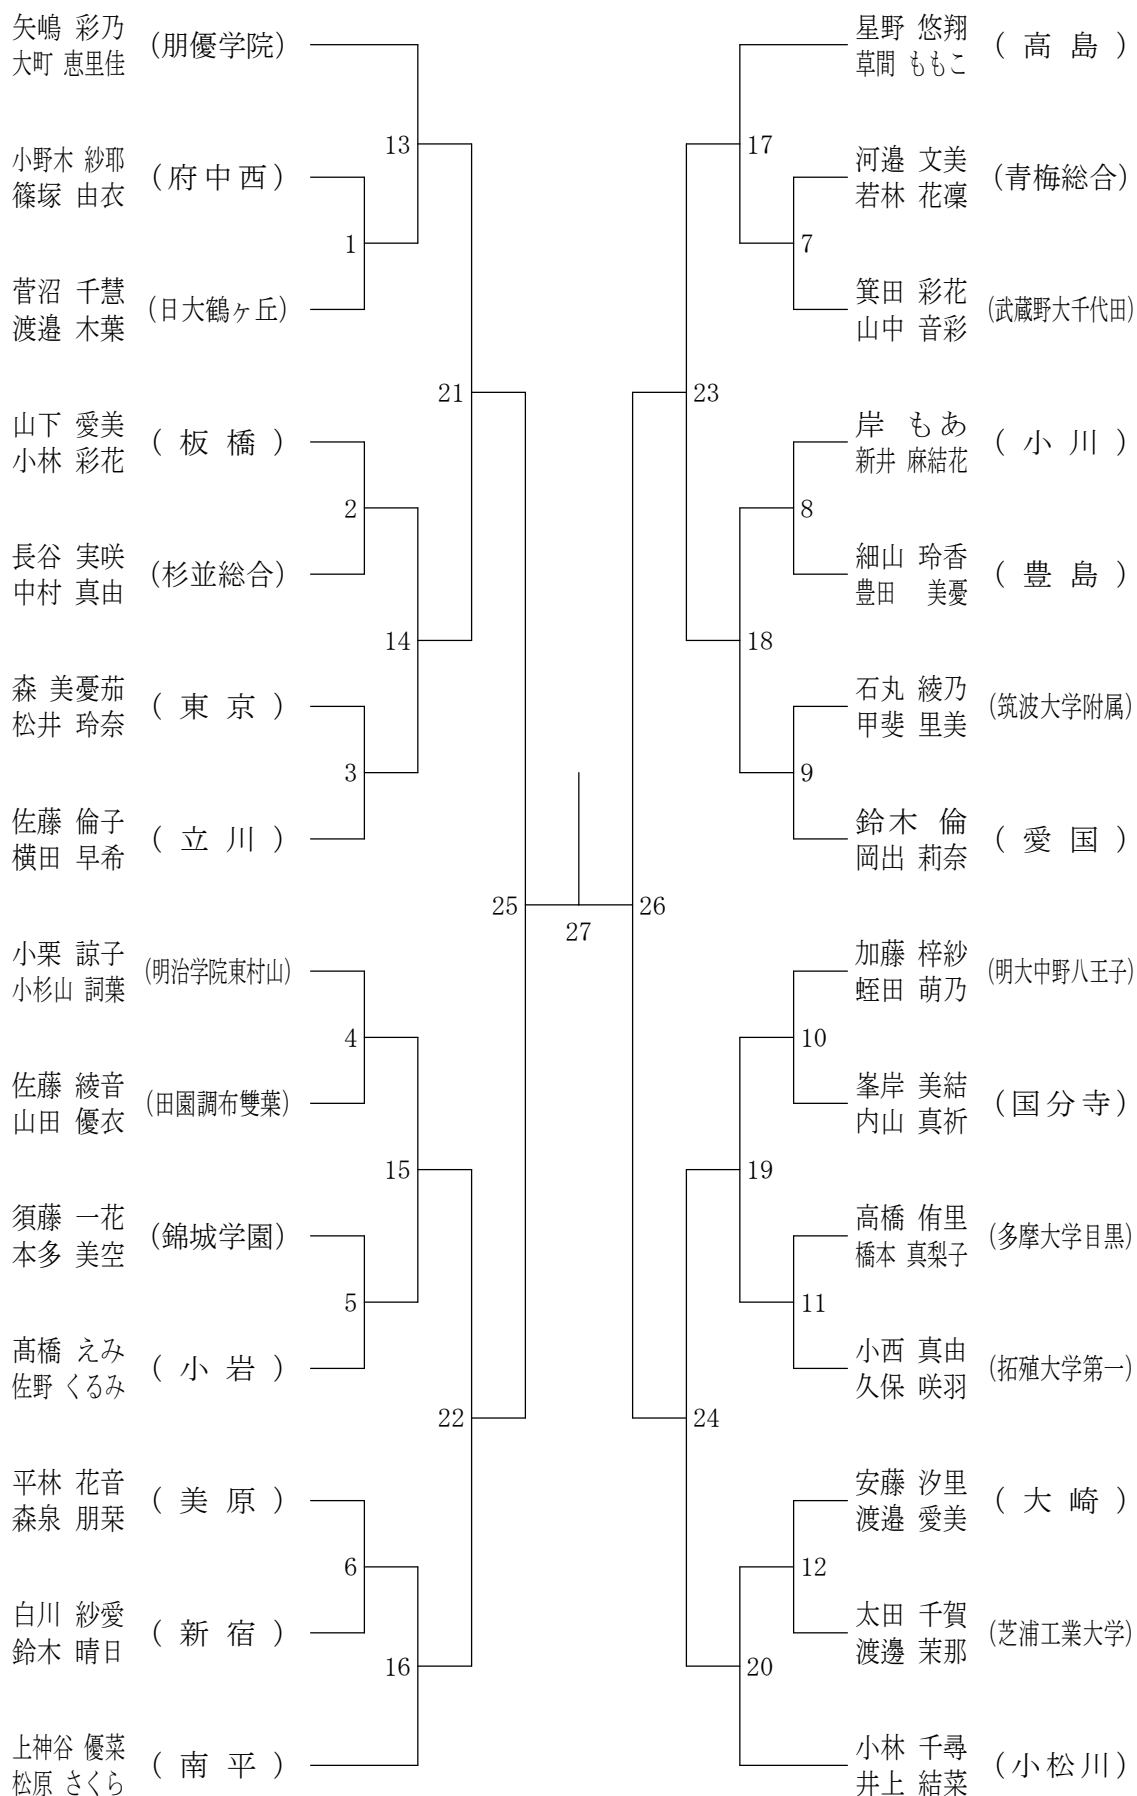 矢嶋 彩乃
大町 恵里佳
(朋優学院)
小野木 紗耶
篠塚 由衣
(府中西)
菅沼 千慧
渡邉 木葉
(日大鶴ヶ丘)
山下 愛美
小林 彩花
(板橋)
長谷 実咲
中村 真由
(杉並総合)
森 美憂茄
松井 玲奈
(東京)
佐藤 倫子
横田 早希
(立川)
小栗 諒子
小杉山 詞葉
(明治学院東村山)
佐藤 綾音
山田 優衣
(田園調布雙葉)
須藤 一花
本多 美空
(錦城学園)
髙橋 えみ
佐野 くるみ
(小岩)
平林 花音
森泉 朋栞
(美原)
白川 紗愛
鈴木 晴日
(新宿)
上神谷 優菜
松原 さくら
(南平)
1
2
3
4
5
6
13
14
15
16
21
22
25
27
26
23
24
17
18
19
20
7
8
9
10
11
12
星野 悠翔
草間 ももこ
(高島)
河邉 文美
若林 花凜
(青梅総合)
箕田 彩花
山中 音彩
(武蔵野大千代田)
岸 もあ
新井 麻結花
(小川)
細山 玲香
豊田 美憂
(豊島)
石丸 綾乃
甲斐 里美
(筑波大学附属)
鈴木 倫
岡出 莉奈
(愛国)
加藤 梓紗
蛭田 萌乃
(明大中野八王子)
峯岸 美結
内山 真祈
(国分寺)
高橋 侑里
橋本 真梨子
(多摩大学目黒)
小西 真由
久保 咲羽
(拓殖大学第一)
安藤 汐里
渡邉 愛美
(大崎)
太田 千賀
渡邊 茉那
(芝浦工業大学)
小林 千尋
井上 結菜
(小松川)